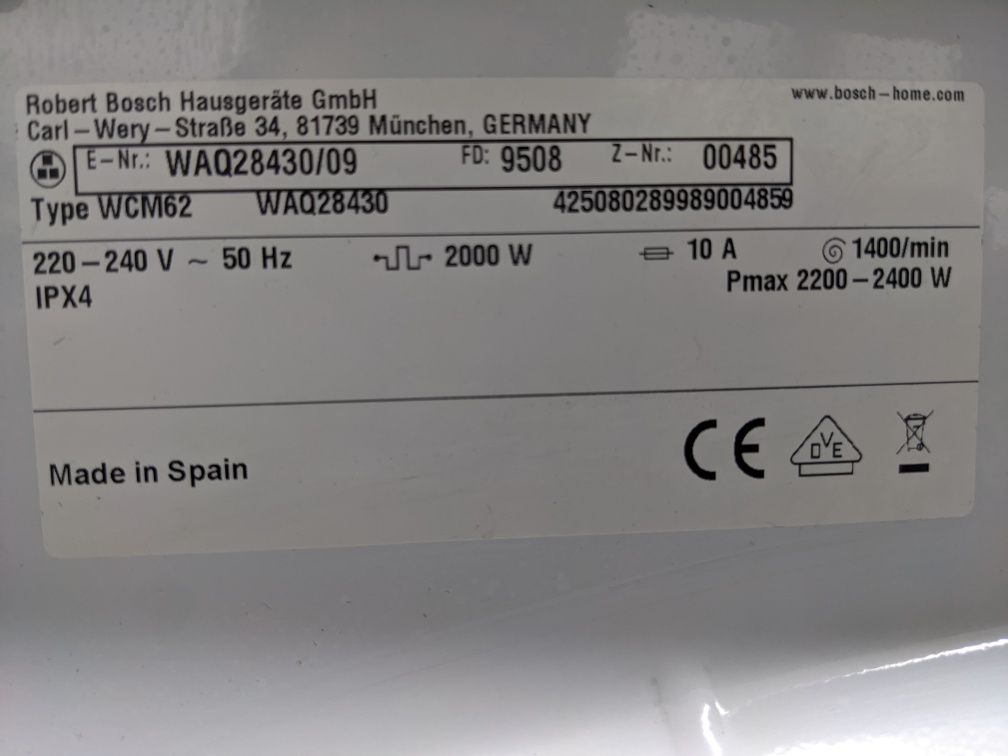 Robert Bosch Hausgeräte GmbH
www.bosch-home.com
Carl-Wery-Straße 34, 81739 München, GERMANY
E-Nr.: WAQ28430/09 FD: 9508 Z-Nr.: 00485
Type WCM62 WAQ28430 425080289989004859
220-240 V ~ 50 Hz 2000 W 10 A 1400/min
IPX4 Pmax 2200-2400 W
Made in Spain CE DVE